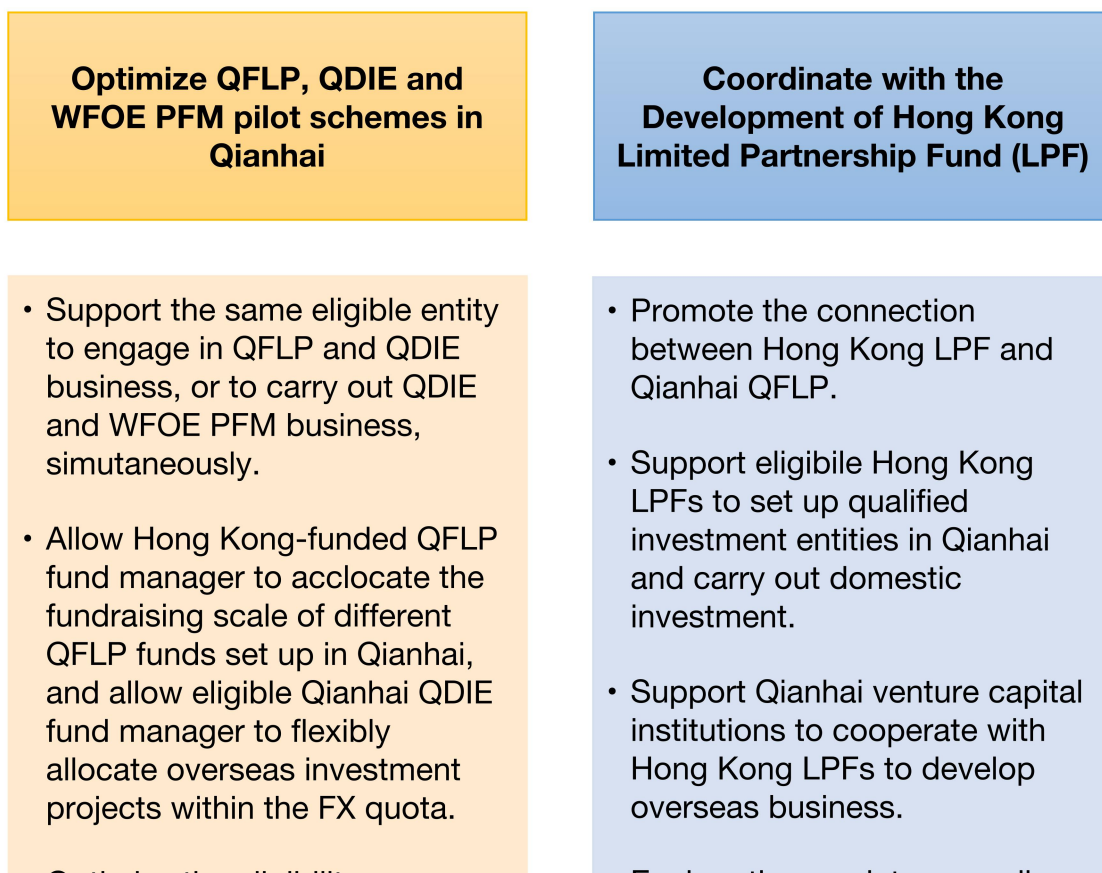 Optimize QFLP, QDIE and
WFOE PFM pilot schemes in
Qianhai
• Support the same eligible entity
to engage in QFLP and QDIE
business, or to carry out QDIE
and WFOE PFM business,
simutaneously.
• Allow Hong Kong-funded QFLP
fund manager to acclocate the
fundraising scale of different
QFLP funds set up in Qianhai,
and allow eligible Qianhai QDIE
fund manager to flexibly
allocate overseas investment
projects within the FX quota.
Coordinate with the
Development of Hong Kong
Limited Partnership Fund (LPF)
• Promote the connection
between Hong Kong LPF and
Qianhai QFLP.
• Support eligibile Hong Kong
LPFs to set up qualified
investment entities in Qianhai
and carry out domestic
investment.
• Support Qianhai venture capital
institutions to cooperate with
Hong Kong LPFs to develop
overseas business.